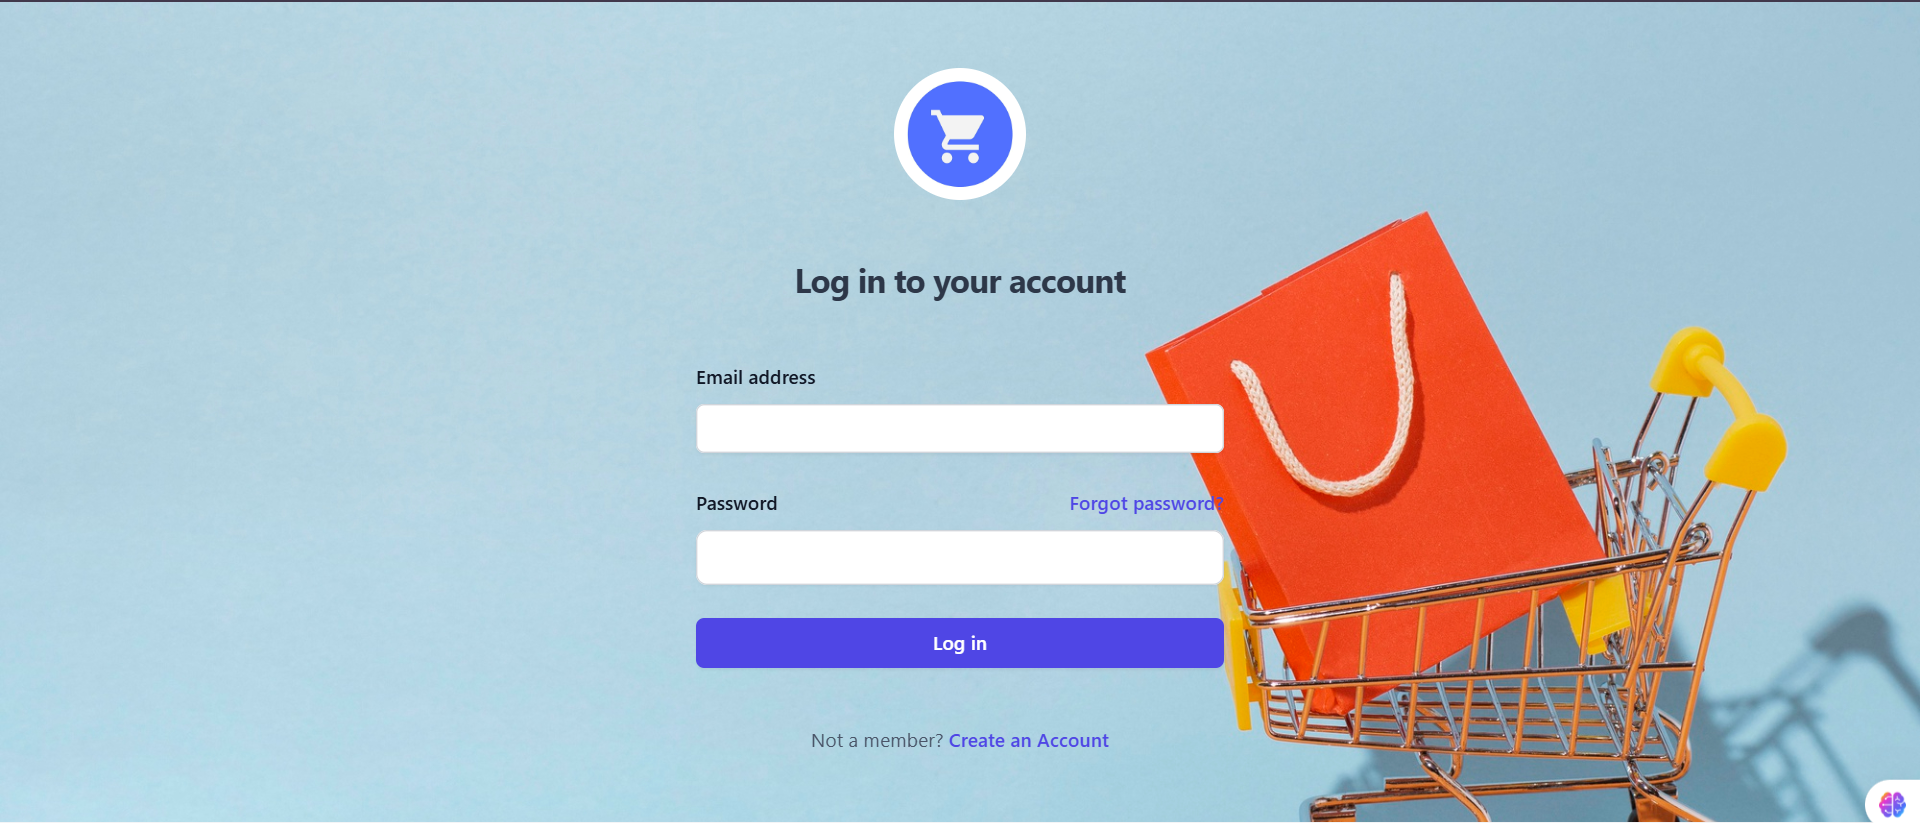 Log in to your account
Email address
Password
Forgot password?
Log in
Not a member? Create an Account